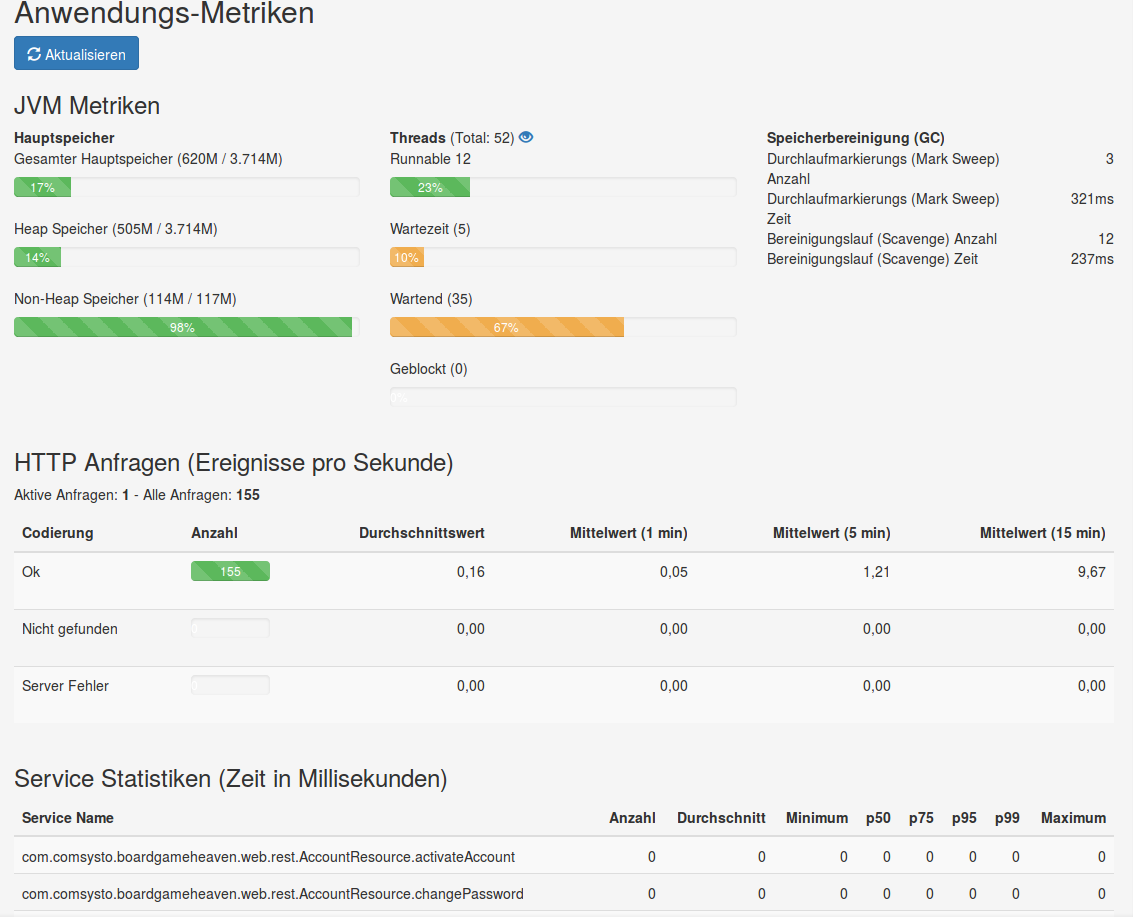 Anwendungs-Metriken
Aktualisieren
JVM Metriken
Hauptspeicher
Gesamter Hauptspeicher (620M / 3.714M)
17%
Heap Speicher (505M / 3.714M)
14%
Non-Heap Speicher (114M / 117M)
98%
Threads (Total: 52)
Runnable 12
23%
Wartezeit (5)
10%
Wartend (35)
67%
Geblockt (0)
0%
Speicherbereinigung (GC)
Durchlaufmarkierungs (Mark Sweep) 3
Anzahl
Durchlaufmarkierungs (Mark Sweep) 321ms
Zeit
Bereinigungslauf (Scavenge) Anzahl 12
Bereinigungslauf (Scavenge) Zeit 237ms
HTTP Anfragen (Ereignisse pro Sekunde)
Aktive Anfragen: 1 - Alle Anfragen: 155
Codierung Anzahl Durchschnittswert Mittelwert (1 min) Mittelwert (5 min) Mittelwert (15 min)
Ok 155 0,16 0,05 1,21 9,67
Nicht gefunden 0 0,00 0,00 0,00 0,00
Server Fehler 0 0,00 0,00 0,00 0,00
Service Statistiken (Zeit in Millisekunden)
Service Name Anzahl Durchschnitt Minimum p50 p75 p95 p99 Maximum
com.comsysto.boardgameheaven.web.rest.AccountResource.activateAccount 0 0 0 0 0 0 0 0
com.comsysto.boardgameheaven.web.rest.AccountResource.changePassword 0 0 0 0 0 0 0 0